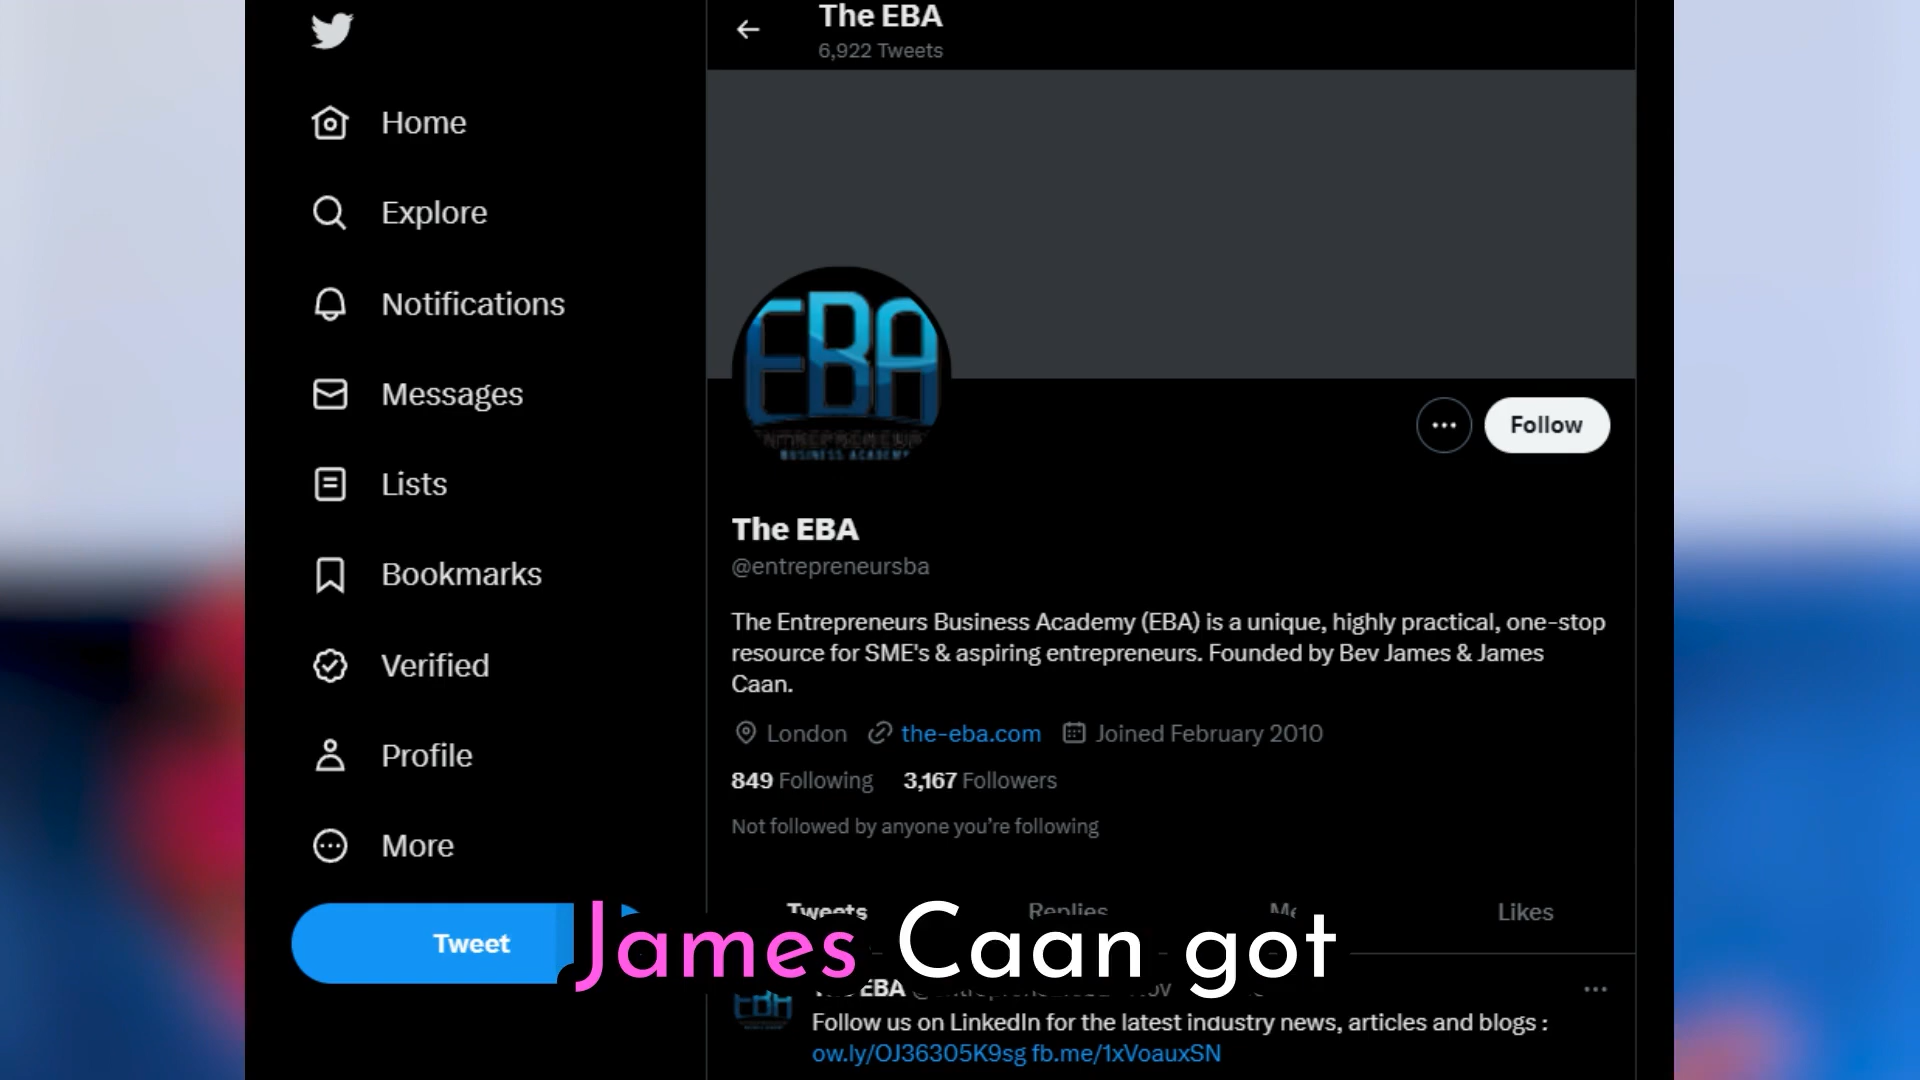 The EBA
6,922 Tweets
Home
Explore
Notifications
Messages
Lists
Bookmarks
Verified
Profile
More
Tweet
EBA
BUSINESS ACADEMY
Follow
The EBA
@entrepreneursba
The Entrepreneurs Business Academy (EBA) is a unique, highly practical, one-stop
resource for SME's & aspiring entrepreneurs. Founded by Bev James & James
Caan.
London the-eba.com Joined February 2010
849 Following 3,167 Followers
Not followed by anyone you're following
Tweets Replies Likes
James Caan got
EBA
Follow us on LinkedIn for the latest industry news, articles and blogs :
ow.ly/OJ36305K9sg fb.me/1xVoauxSN